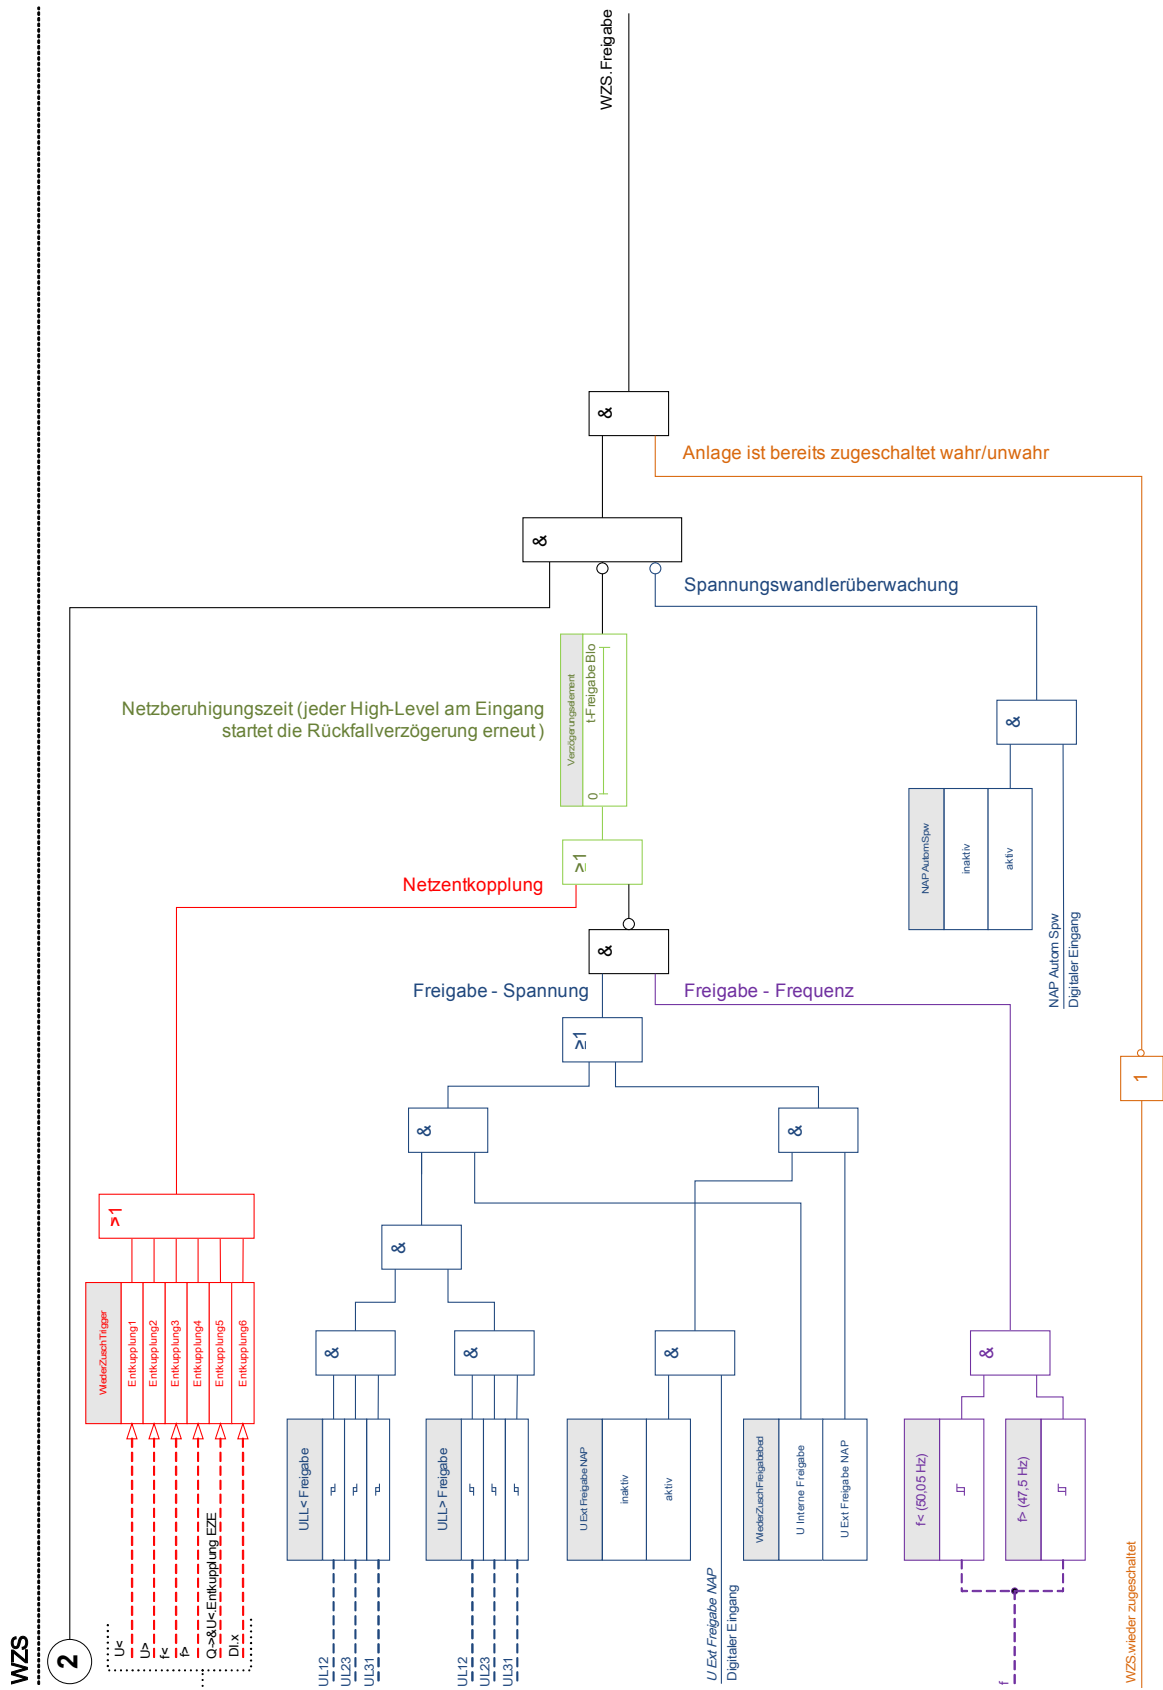 WZS
2
U<
U>
f<
f>
Q->&U<.Entkupplung EZE
DI.x
WiederZuschTrigger
Entkupplung1
Entkupplung2
Entkupplung3
Entkupplung4
Entkupplung5
Entkupplung6
≥1
Netzentkopplung
UL12
UL23
UL31
ULL< Freigabe
&
UL12
UL23
UL31
ULL> Freigabe
&
&
&
U Ext Freigabe NAP
Digitaler Eingang
U Ext Freigabe NAP
inaktiv
aktiv
&
WiederZuschFreigabebed
U Interne Freigabe
U Ext Freigabe NAP
&
≥1
Freigabe - Spannung
f
f< (50,05 Hz)
f> (47,5 Hz)
&
Freigabe - Frequenz
&
≥1
Netzberuhigungszeit (jeder High-Level am Eingang
startet die Rückfallverzögerung erneut)
Verzögerungselement
0
t-Freigabe Blo
NAP Autom Spw
Digitaler Eingang
NAP Autom Spw
inaktiv
aktiv
&
Spannungswandlerüberwachung
&
WZS.wieder zugeschaltet
1
Anlage ist bereits zugeschaltet wahr/unwahr
&
WZS.Freigabe